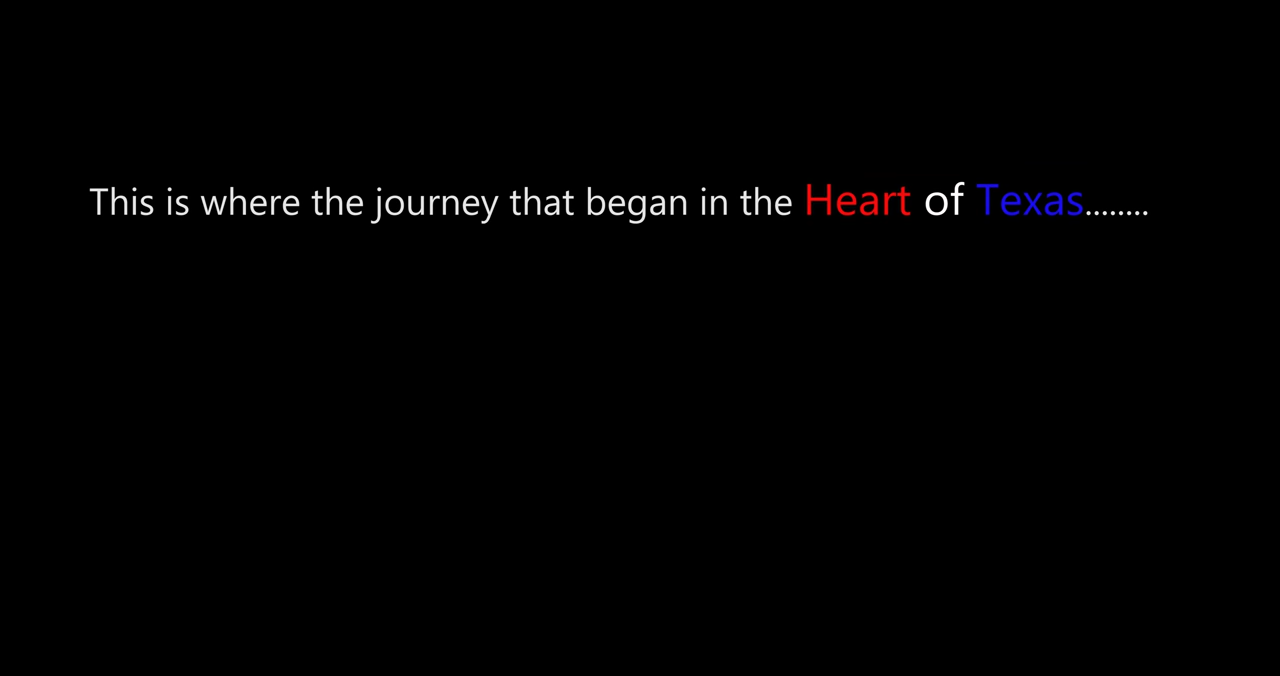 This is where the journey that began in the Heart of Texas........